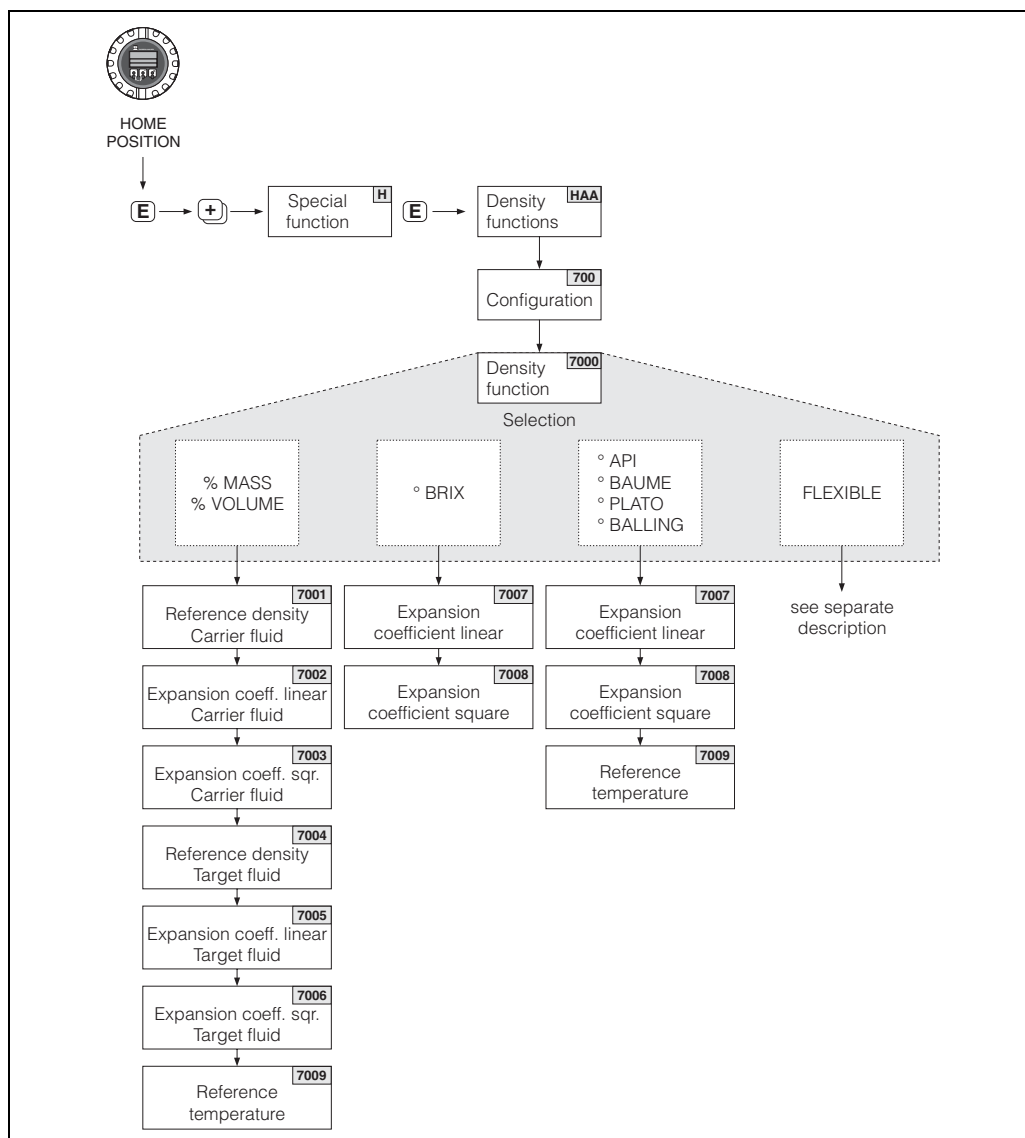 HOME
POSITION
E
+
H
Special
function
E
HAA
Density
functions
700
Configuration
7000
Density
function
Selection
% MASS
% VOLUME
° BRIX
° API
° BAUME
° PLATO
° BALLING
FLEXIBLE
7001
Reference density
Carrier fluid
7002
Expansion coeff. linear
Carrier fluid
7003
Expansion coeff. sqr.
Carrier fluid
7004
Reference density
Target fluid
7005
Expansion coeff. linear
Target fluid
7006
Expansion coeff. sqr.
Target fluid
7009
Reference
temperature
7007
Expansion
coefficient linear
7008
Expansion
coefficient square
7007
Expansion
coefficient linear
7008
Expansion
coefficient square
7009
Reference
temperature
see separate
description